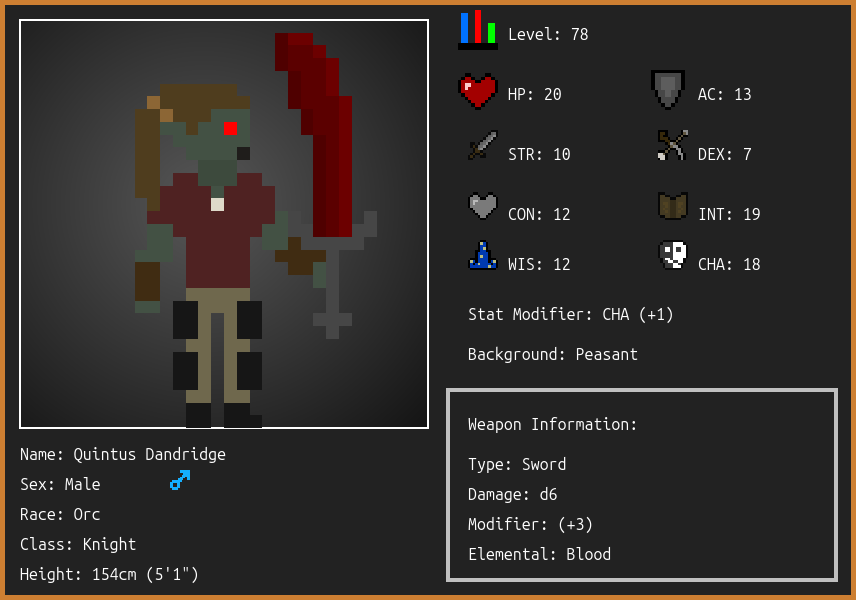 Level: 78
HP: 20
AC: 13
STR: 10
DEX: 7
CON: 12
INT: 19
WIS: 12
CHA: 18
Stat Modifier: CHA (+1)
Background: Peasant
Weapon Information:
Type: Sword
Damage: d6
Modifier: (+3)
Elemental: Blood
Name: Quintus Dandridge
Sex: Male
Race: Orc
Class: Knight
Height: 154cm (5'1")